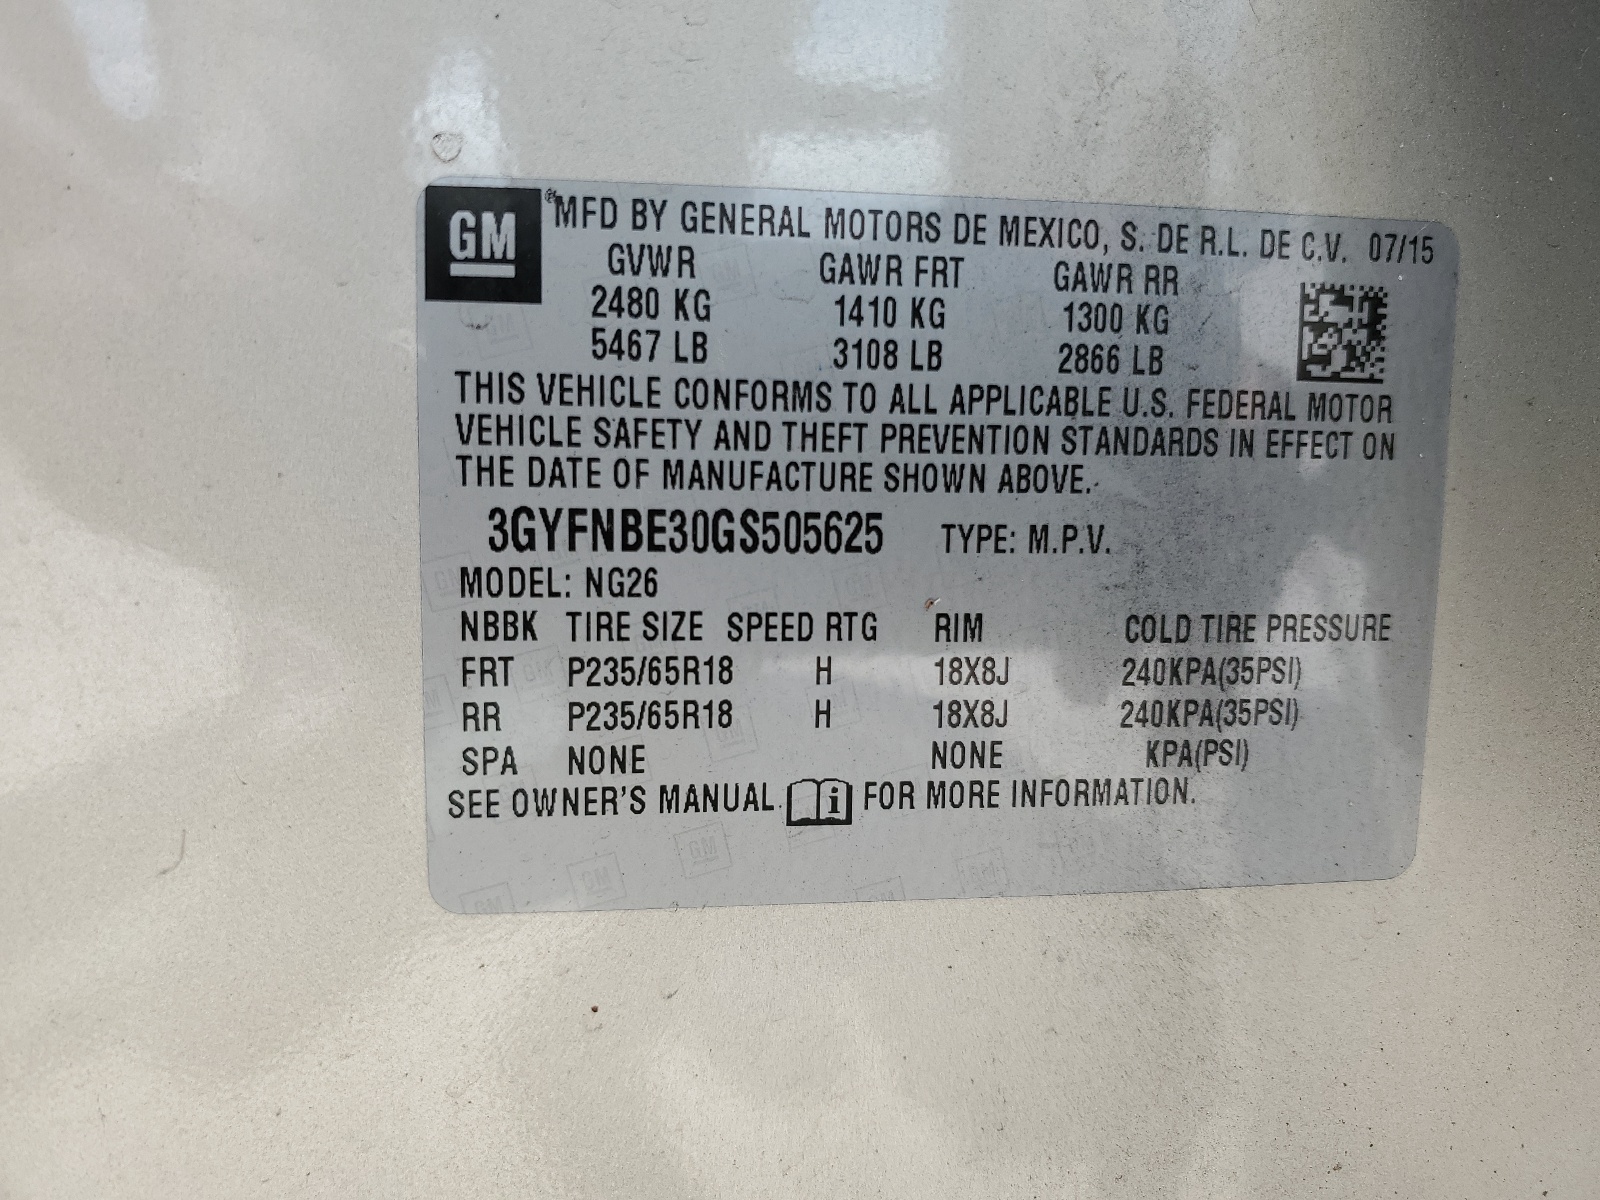 GM ® MFD BY GENERAL MOTORS DE MEXICO, S. DE R.L. DE C.V. 07/15
GVWR GAWR FRT GAWR RR
2480 KG 1410 KG 1300 KG
5467 LB 3108 LB 2866 LB
THIS VEHICLE CONFORMS TO ALL APPLICABLE U.S. FEDERAL MOTOR
VEHICLE SAFETY AND THEFT PREVENTION STANDARDS IN EFFECT ON
THE DATE OF MANUFACTURE SHOWN ABOVE.
3GYFNBE30GS505625 TYPE: M.P.V.
MODEL: NG26
NBBK TIRE SIZE SPEED RTG RIM COLD TIRE PRESSURE
FRT P235/65R18 H 18X8J 240KPA(35PSI)
RR P235/65R18 H 18X8J 240KPA(35PSI)
SPA NONE NONE KPA(PSI)
SEE OWNER'S MANUAL i FOR MORE INFORMATION.